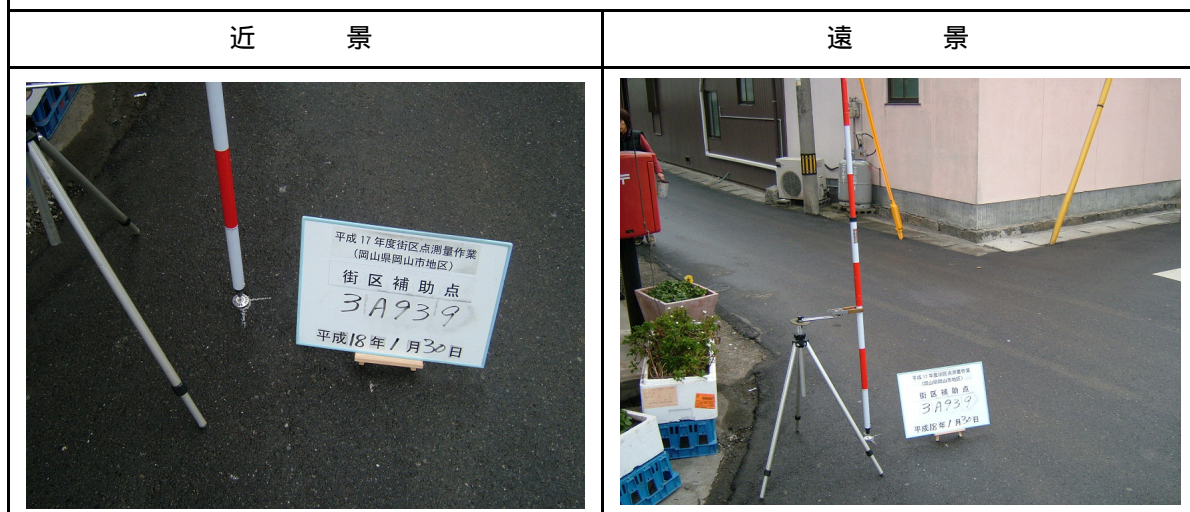 近景
遠景
平成17年度街区点測量作業
（岡山県岡山市地区）
街区補助点
3A939
平成18年1月30日
平成17年度街区点測量作業
（岡山県岡山市地区）
街区補助点
3A939
平成18年1月30日